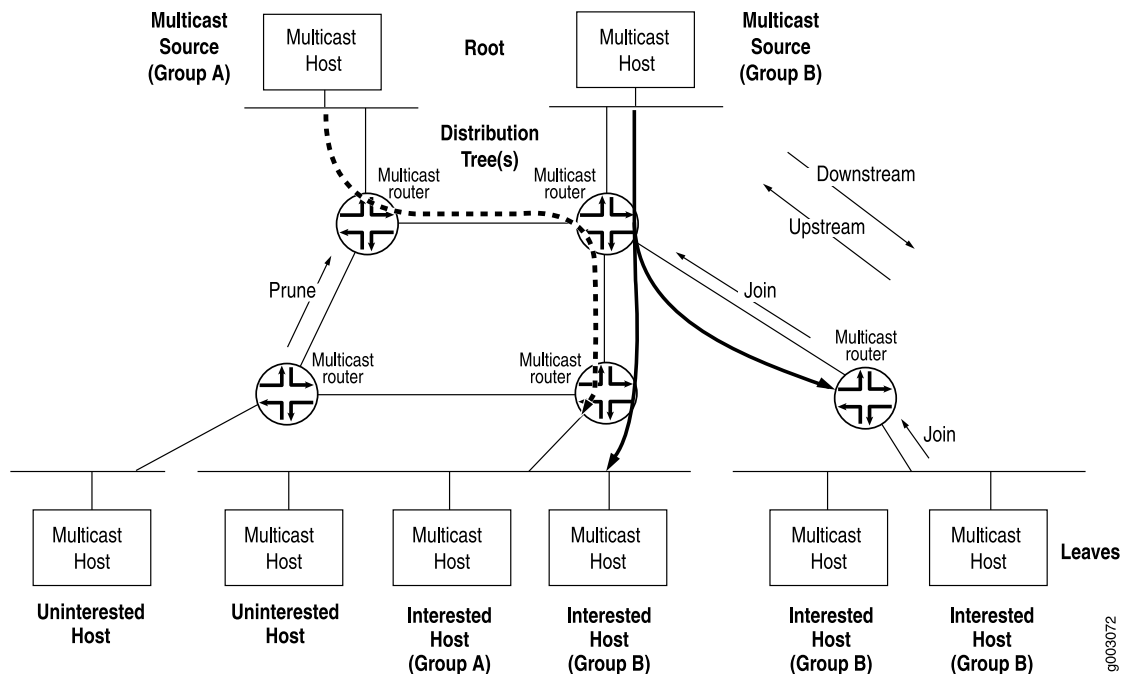 Multicast
Source
(Group A)
Multicast
Host
Root
Multicast
Host
Multicast
Source
(Group B)
Distribution
Tree(s)
Multicast
router
Multicast
router
Downstream
Upstream
Prune
Join
Multicast
router
Multicast
router
Multicast
router
Join
Multicast
Host
Multicast
Host
Multicast
Host
Multicast
Host
Multicast
Host
Multicast
Host
Leaves
Uninterested
Host
Uninterested
Host
Interested
Host
(Group A)
Interested
Host
(Group B)
Interested
Host
(Group B)
Interested
Host
(Group B)
g003072